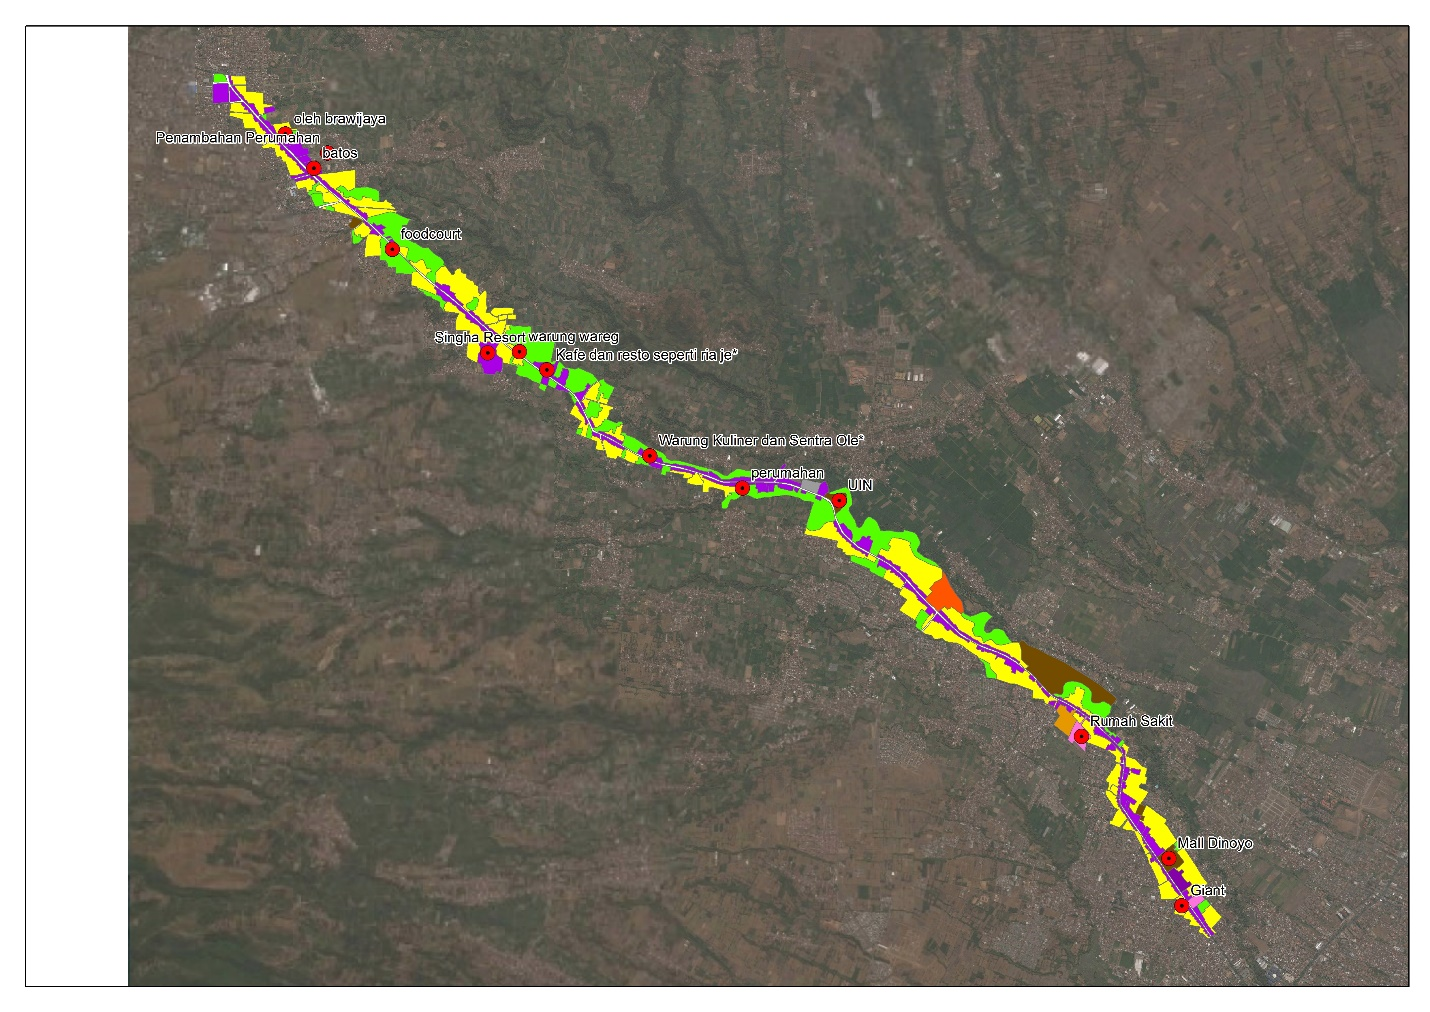 oleh brawijaya
Penambahan Perumahan
batos
foodcourt
Singha Resort
warung wareg
Kafe dan resto seperti ria je*
Warung Kuliner dan Sentra Ole*
perumahan
UIN
Rumah Sakit
Mall Dinoyo
Giant